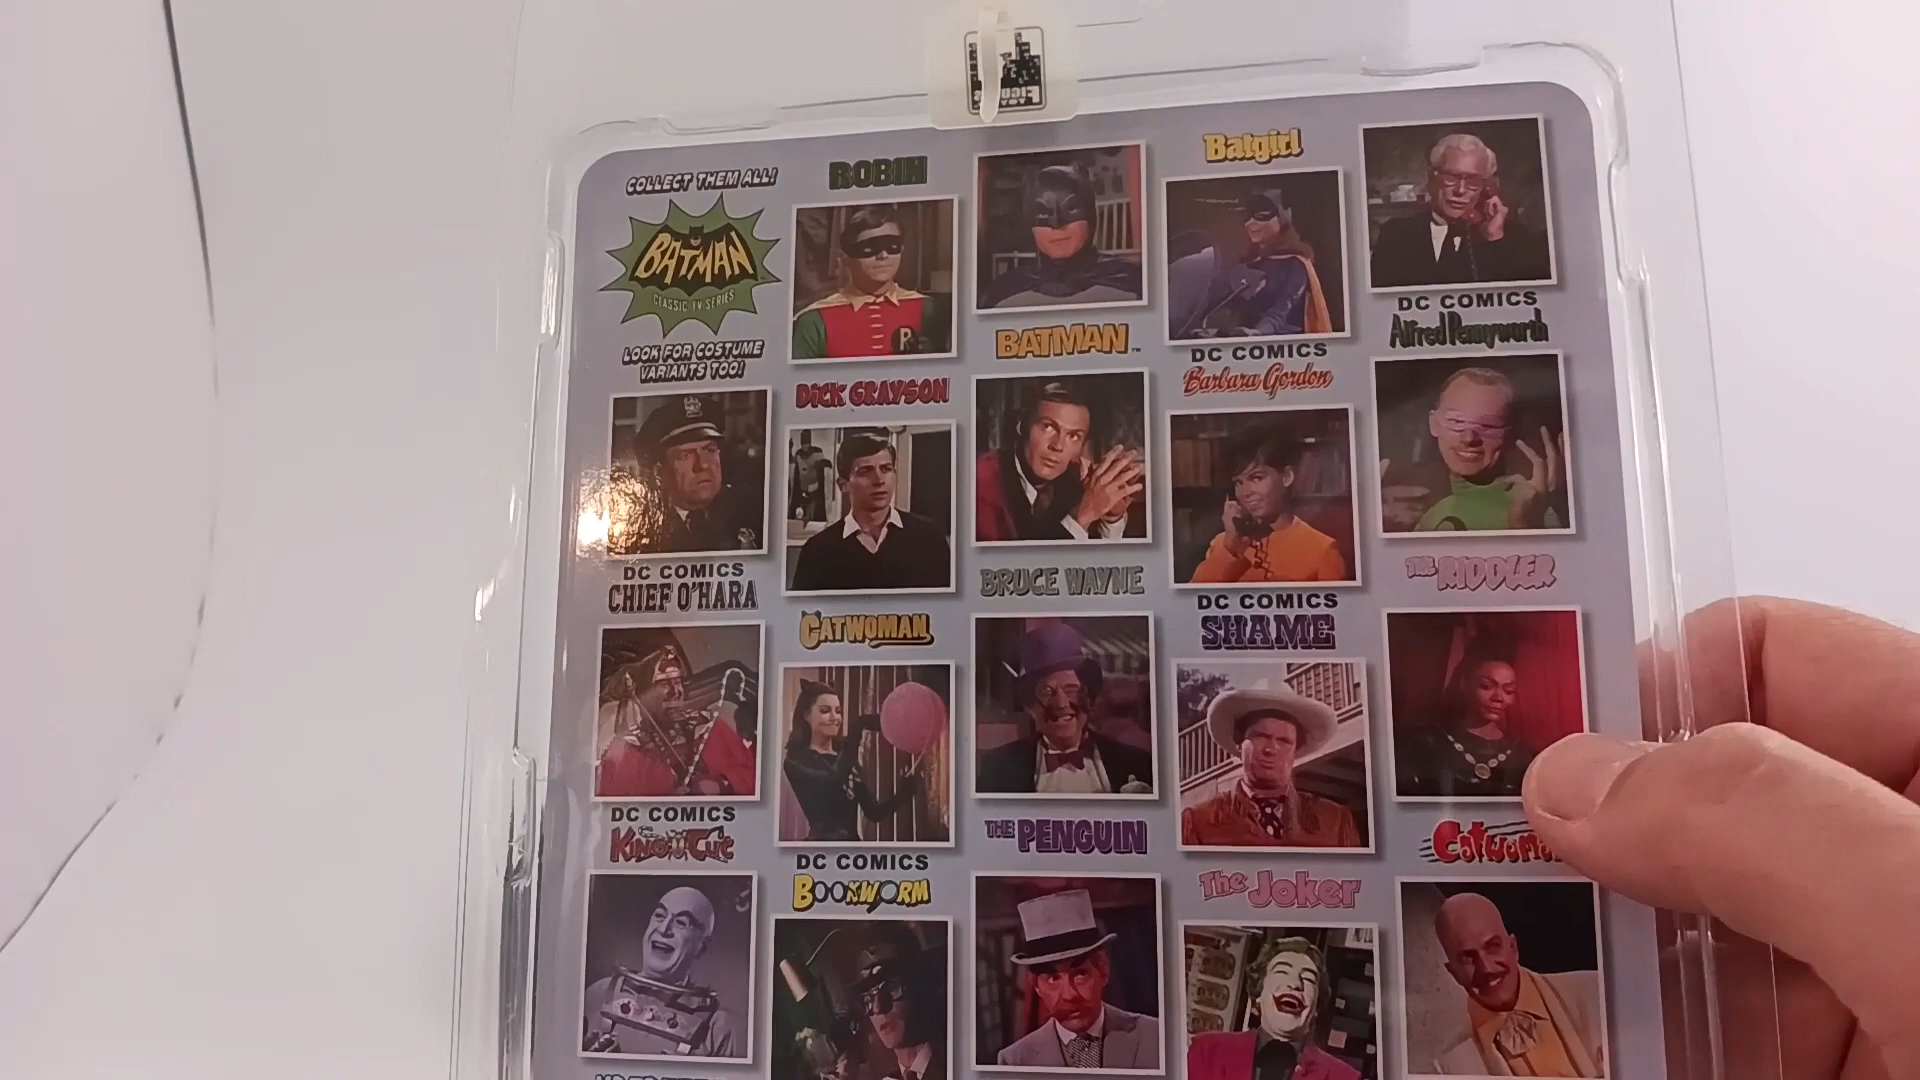 COLLECT THEM ALL!
BATMAN
CLASSIC TV SERIES
LOOK FOR COSTUME
VARIANTS TOO!
ROBIN
Batgirl
DC COMICS
Alfred Pennyworth
BATMAN™
DC COMICS
Barbara Gordon
DICK GRAYSON
R
DC COMICS
CHIEF O'HARA
BRUCE WAYNE
THE RIDDLER
CATWOMAN
DC COMICS
SHAME
DC COMICS
KING TUT
THE PENGUIN
DC COMICS
BOOKWORM
The Joker